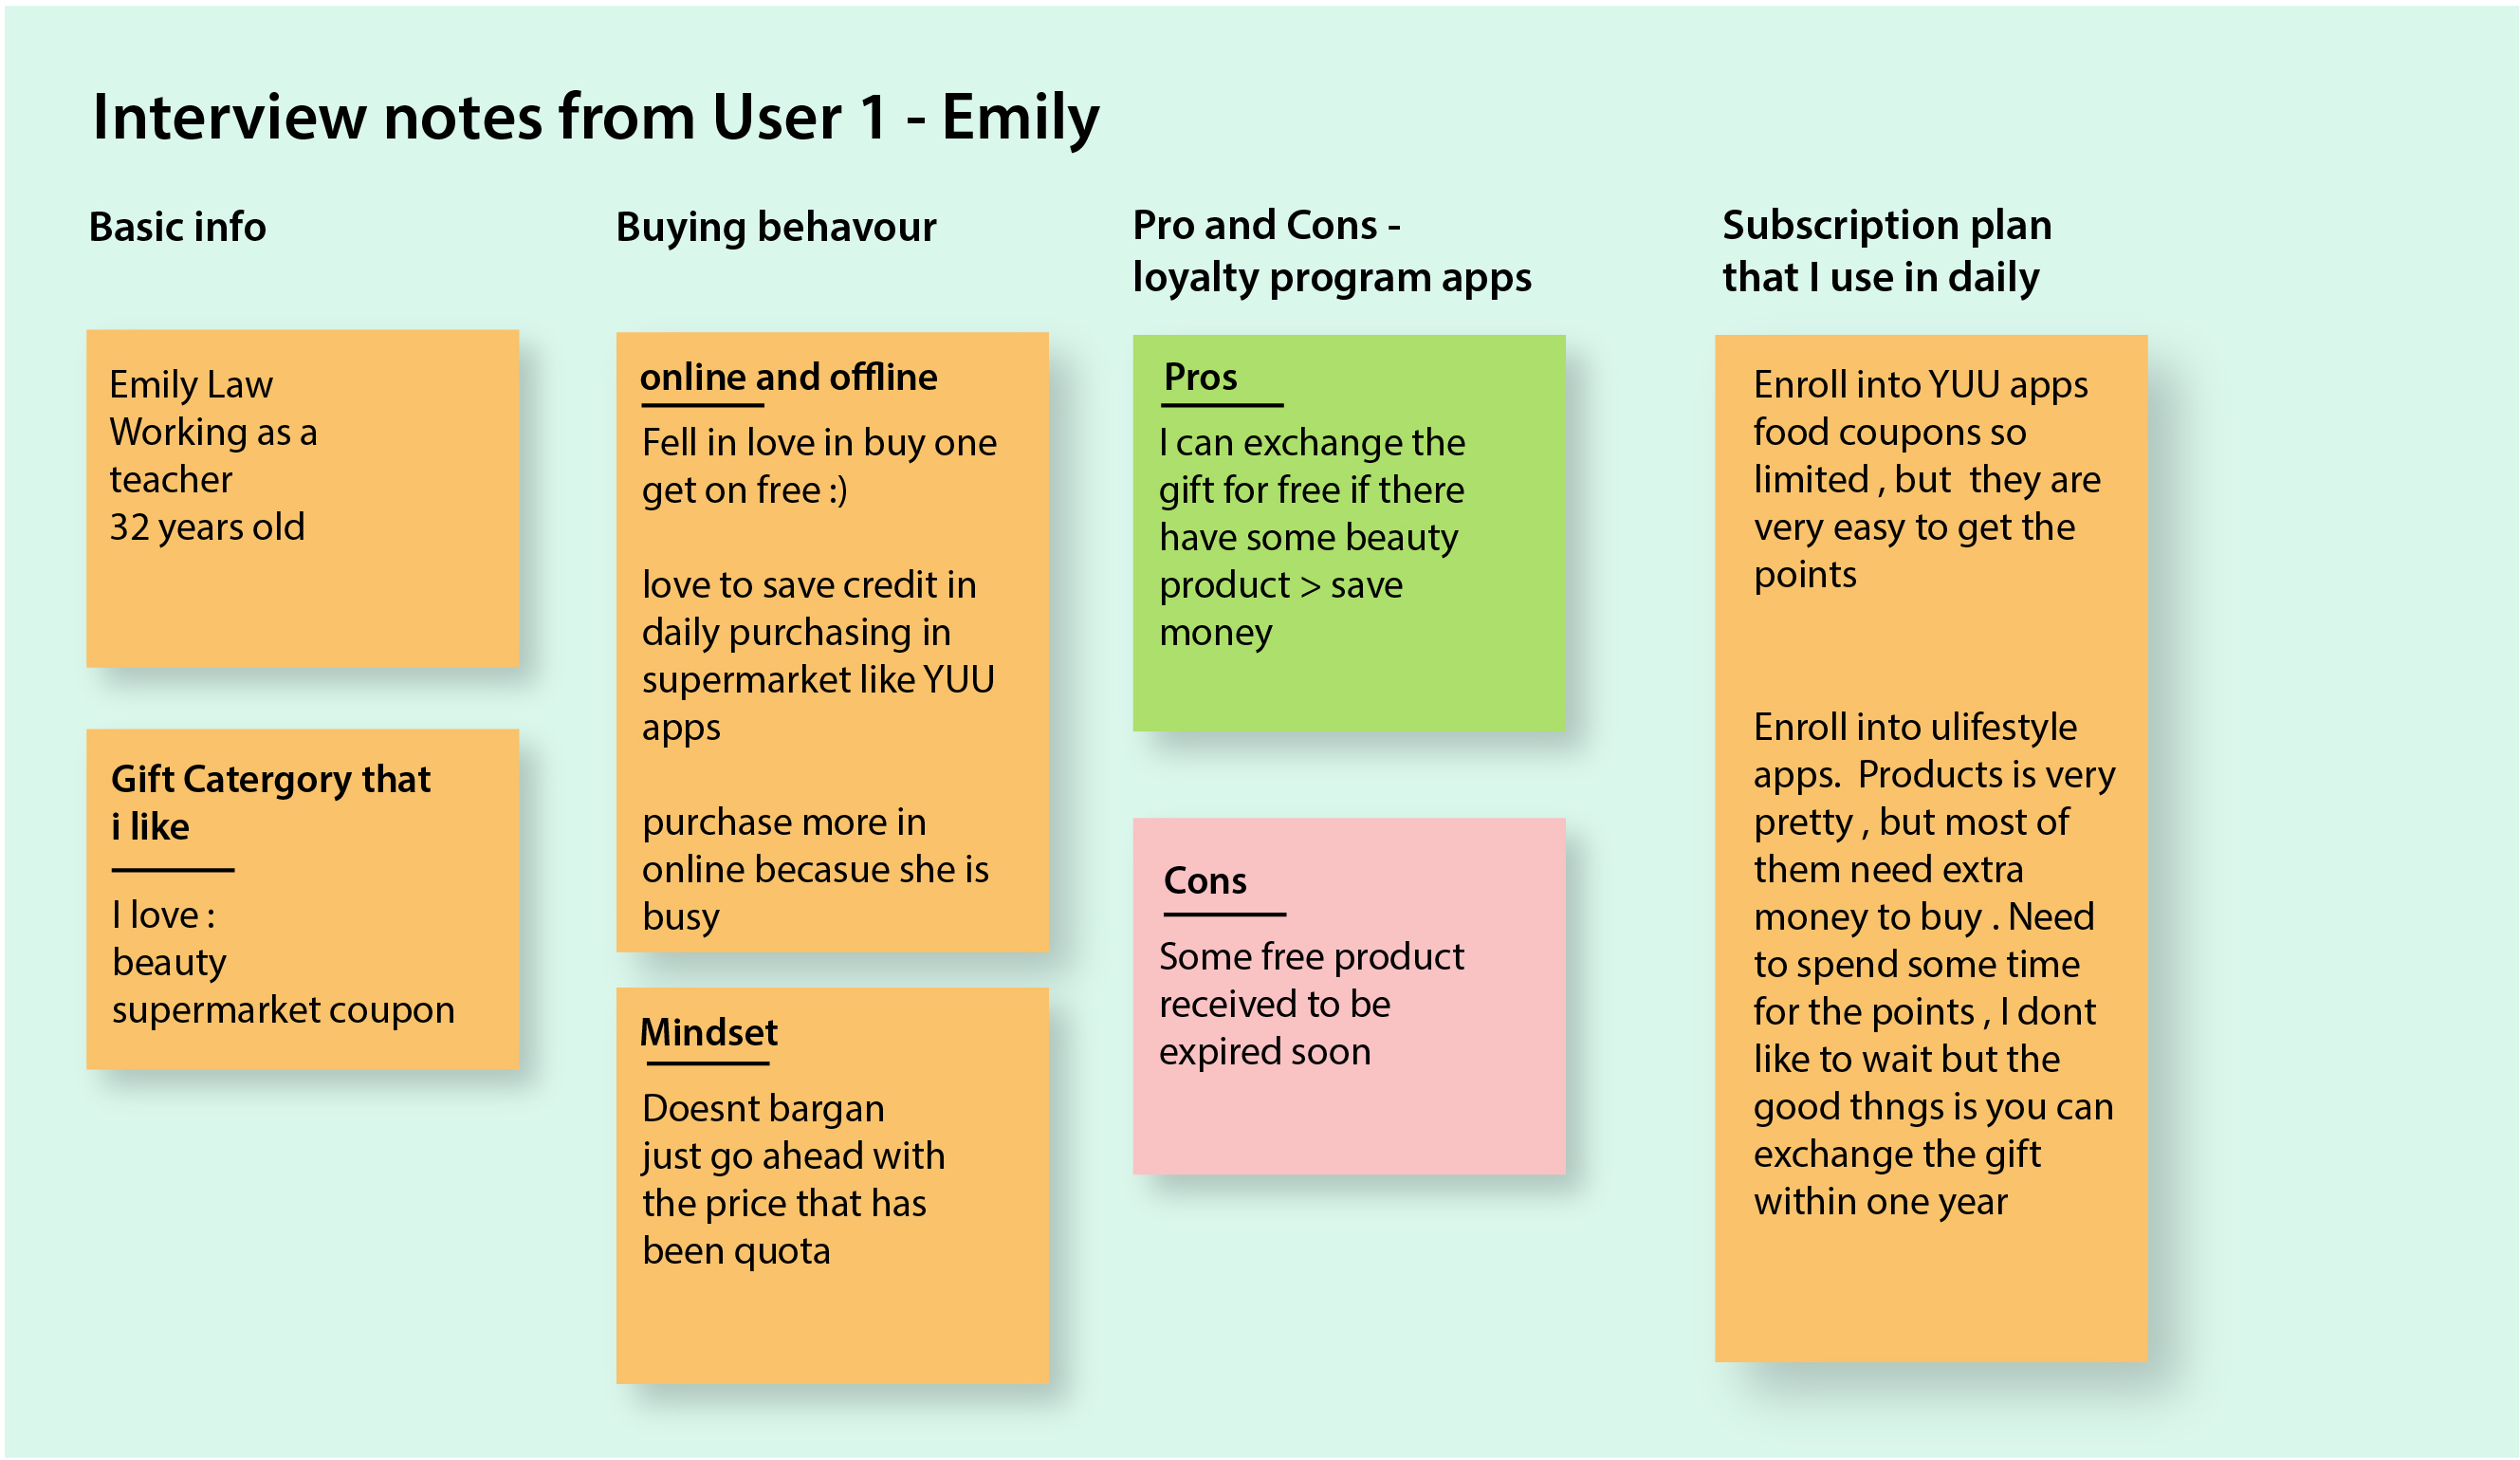 Interview notes from User 1 - Emily
Basic info
Emily Law
Working as a
teacher
32 years old
Gift Catergory that
i like
I love :
beauty
supermarket coupon
Buying behavour
online and offline
Fell in love in buy one
get on free :)
love to save credit in
daily purchasing in
supermarket like YUU
apps
purchase more in
online becasue she is
busy
Mindset
Doesnt bargan
just go ahead with
the price that has
been quota
Pro and Cons -
loyalty program apps
Pros
I can exchange the
gift for free if there
have some beauty
product > save
money
Cons
Some free product
received to be
expired soon
Subscription plan
that I use in daily
Enroll into YUU apps
food coupons so
limited , but  they are
very easy to get the
points
Enroll into ulifestyle
apps.  Products is very
pretty , but most of
them need extra
money to buy . Need
to spend some time
for the points , I dont
like to wait but the
good thngs is you can
exchange the gift
within one year